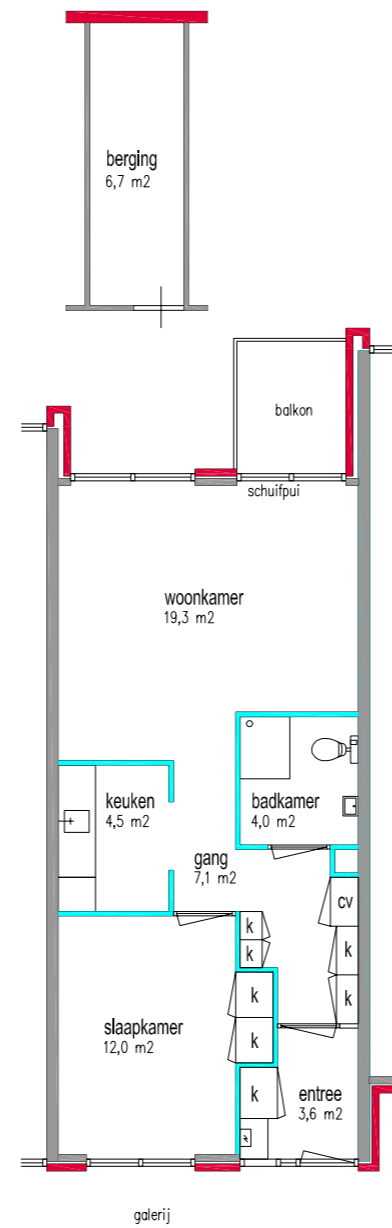 berging
6,7 m2
balkon
schuifpui
woonkamer
19,3 m2
keuken
4,5 m2
badkamer
4,0 m2
gang
7,1 m2
cv
k
k
k
k
k
k
slaapkamer
12,0 m2
k
entree
3,6 m2
galerij